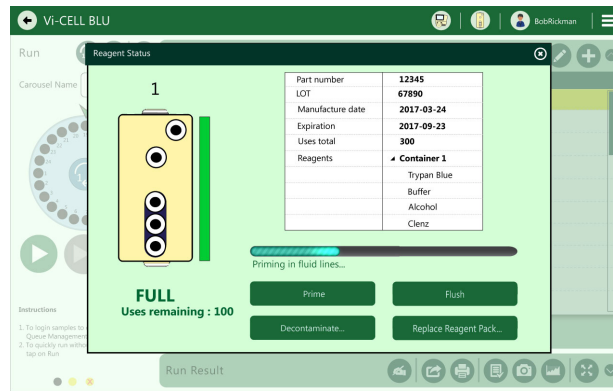 Vi-CELL BLU
BobRickman
Run
Reagent Status
Carousel Name
1
Part number 12345
LOT 67890
Manufacture date 2017-03-24
Expiration 2017-09-23
Uses total 300
Reagents Container 1
Trypan Blue
Buffer
Alcohol
Clenz
Priming in fluid lines...
FULL
Uses remaining : 100
Prime
Flush
Decontaminate...
Replace Reagent Pack...
Instructions
1. To login samples to
Queue Management
2. To quickly run witho
tap on Run
Run Result